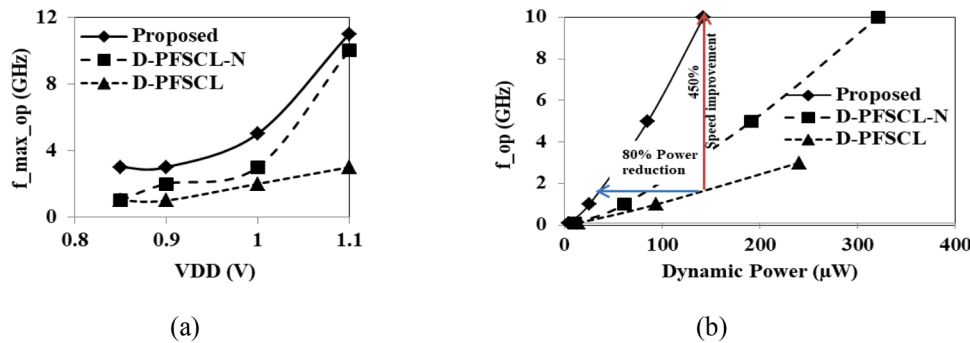 12
8
4
0
f_max_op (GHz)
Proposed
D-PFSCL-N
D-PFSCL
0.8
0.9
1
1.1
VDD (V)
(a)
10
8
6
4
2
0
f_op (GHz)
450%
Speed improvement
80% Power
reduction
Proposed
D-PFSCL-N
D-PFSCL
0
100
200
300
400
Dynamic Power (μW)
(b)